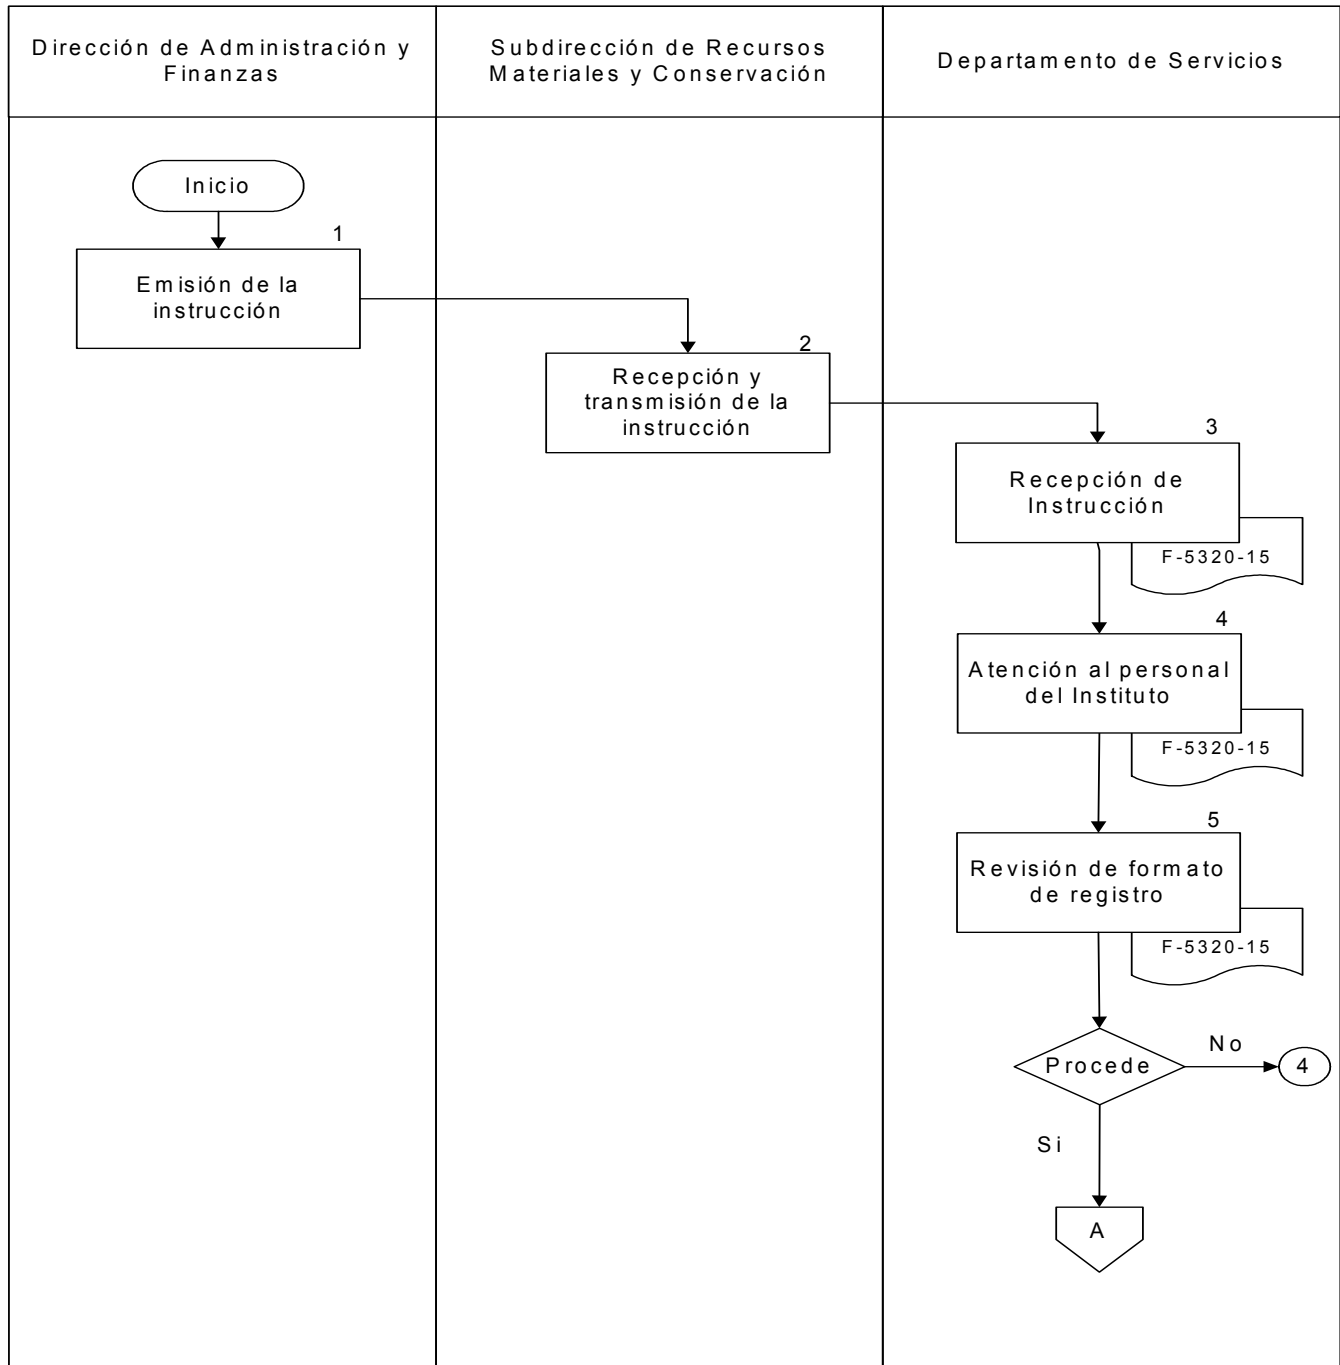 Dirección de Administración y
Finanzas
Subdirección de Recursos
Materiales y Conservación
Departamento de Servicios
Inicio
1
Emisión de la
instrucción
2
Recepción y
transmisión de la
instrucción
3
Recepción de
Instrucción
F-5320-15
4
Atención al personal
del Instituto
F-5320-15
5
Revisión de formato
de registro
F-5320-15
Procede
No
4
Si
A